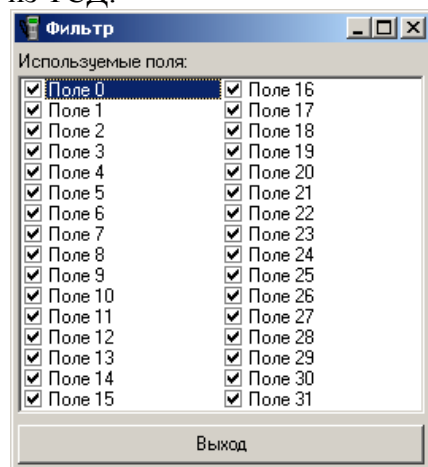 из ТСД.
Фильтр
Используемые поля:
Поле 0
Поле 1
Поле 2
Поле 3
Поле 4
Поле 5
Поле 6
Поле 7
Поле 8
Поле 9
Поле 10
Поле 11
Поле 12
Поле 13
Поле 14
Поле 15
Поле 16
Поле 17
Поле 18
Поле 19
Поле 20
Поле 21
Поле 22
Поле 23
Поле 24
Поле 25
Поле 26
Поле 27
Поле 28
Поле 29
Поле 30
Поле 31
Выход